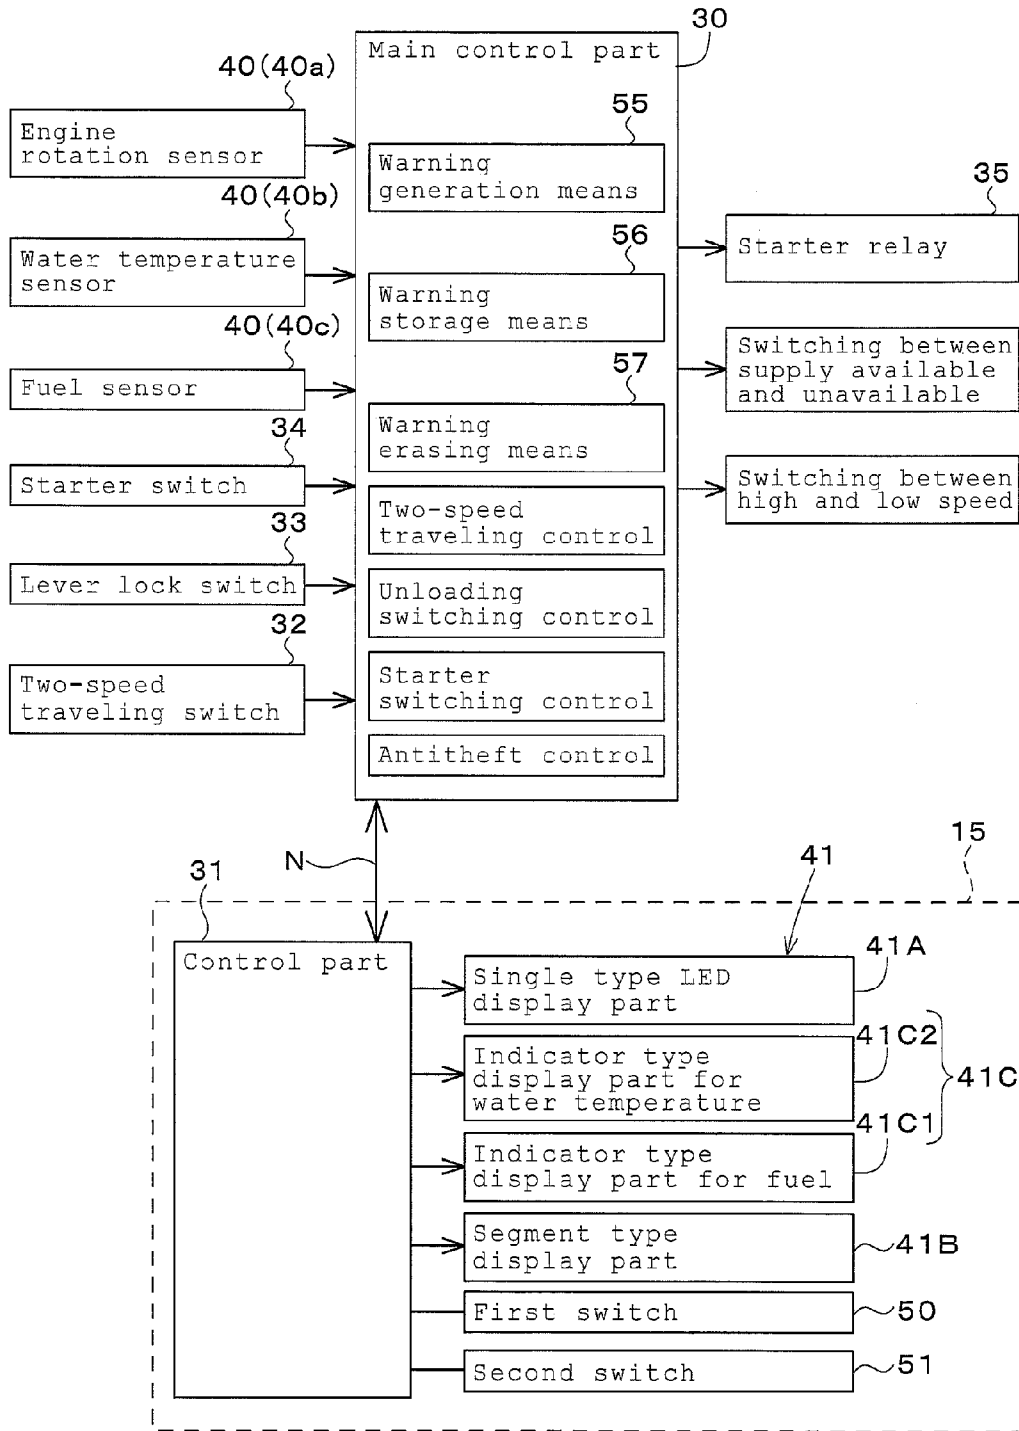 30
Main control part
40(40a)
Engine
rotation sensor
55
Warning
generation means
40(40b)
Water temperature
sensor
56
Warning
storage means
35
Starter relay
40(40c)
Fuel sensor
57
Warning
erasing means
Switching between
supply available
and unavailable
34
Starter switch
Two-speed
traveling control
Switching between
high and low speed
33
Lever lock switch
Unloading
switching control
32
Two-speed
traveling switch
Starter
switching control
Antitheft control
N
15
31
Control part
41
Single type LED
display part
41A
Indicator type
display part for
water temperature
41C2
41C
Indicator type
display part for fuel
41C1
Segment type
display part
41B
First switch
50
Second switch
51